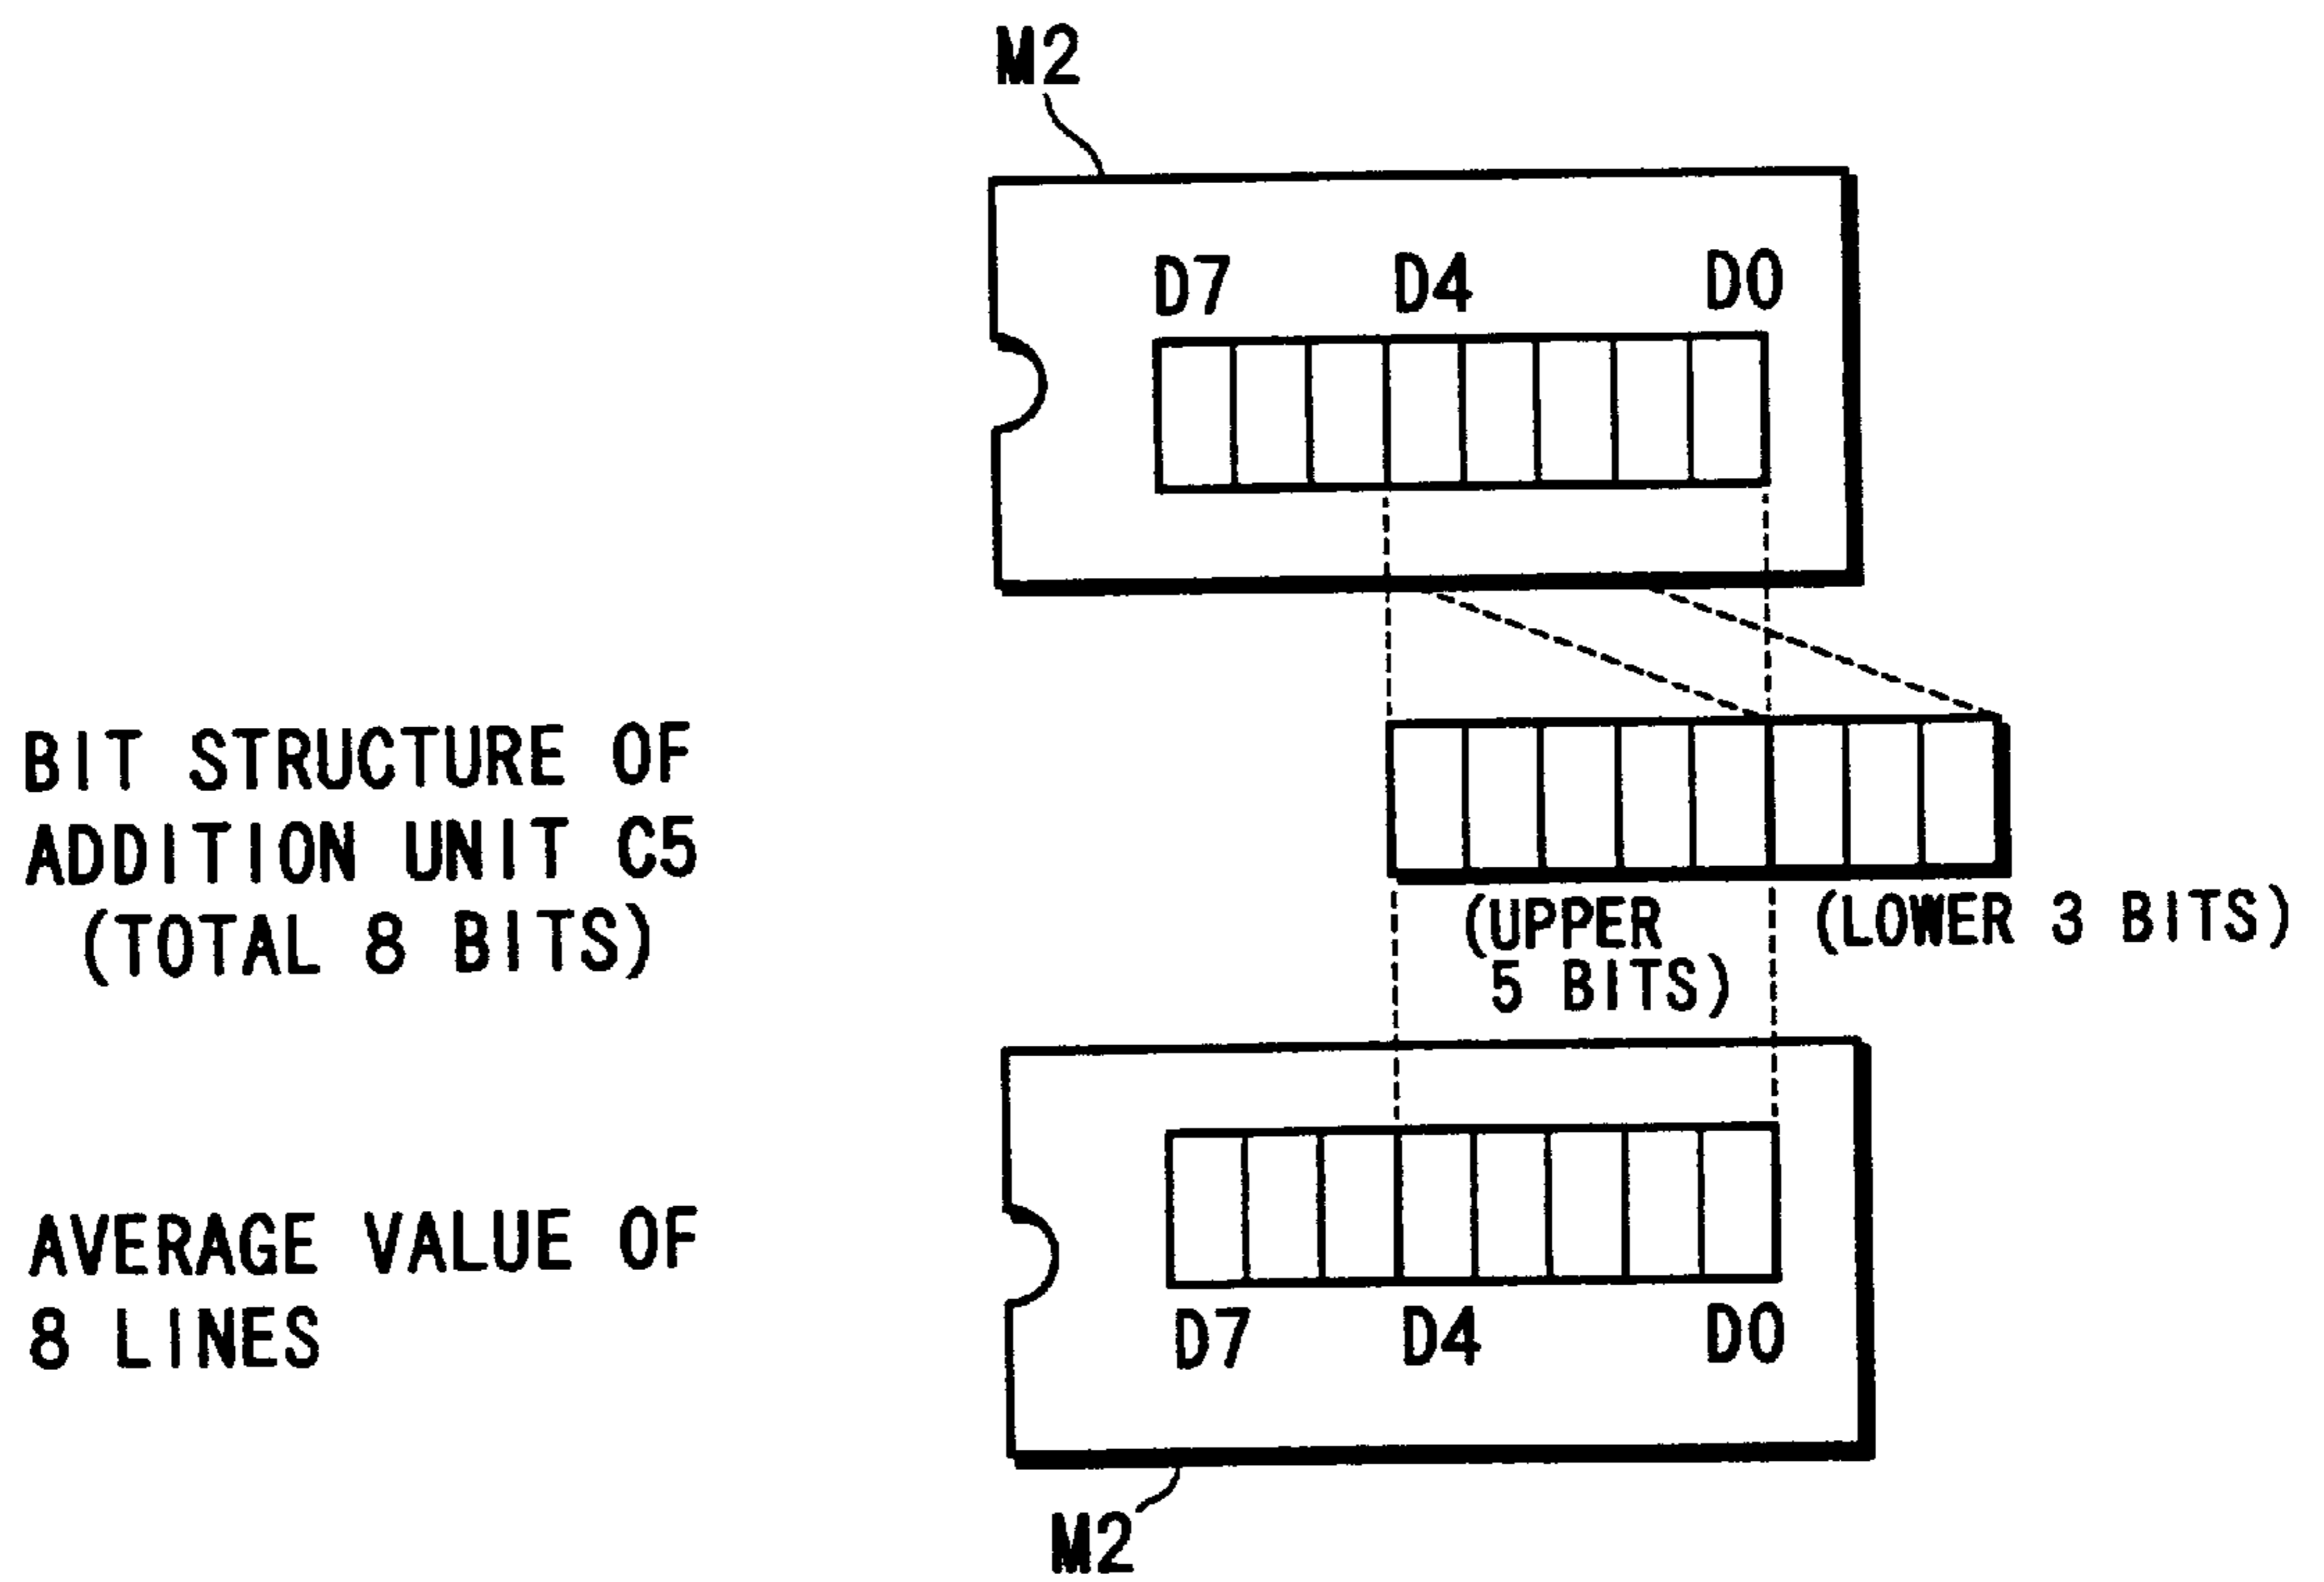 M2
D7 D4 D0
BIT STRUCTURE OF
ADDITION UNIT C5
(TOTAL 8 BITS)
(UPPER
5 BITS)
(LOWER 3 BITS)
AVERAGE VALUE OF
8 LINES
D7 D4 D0
M2